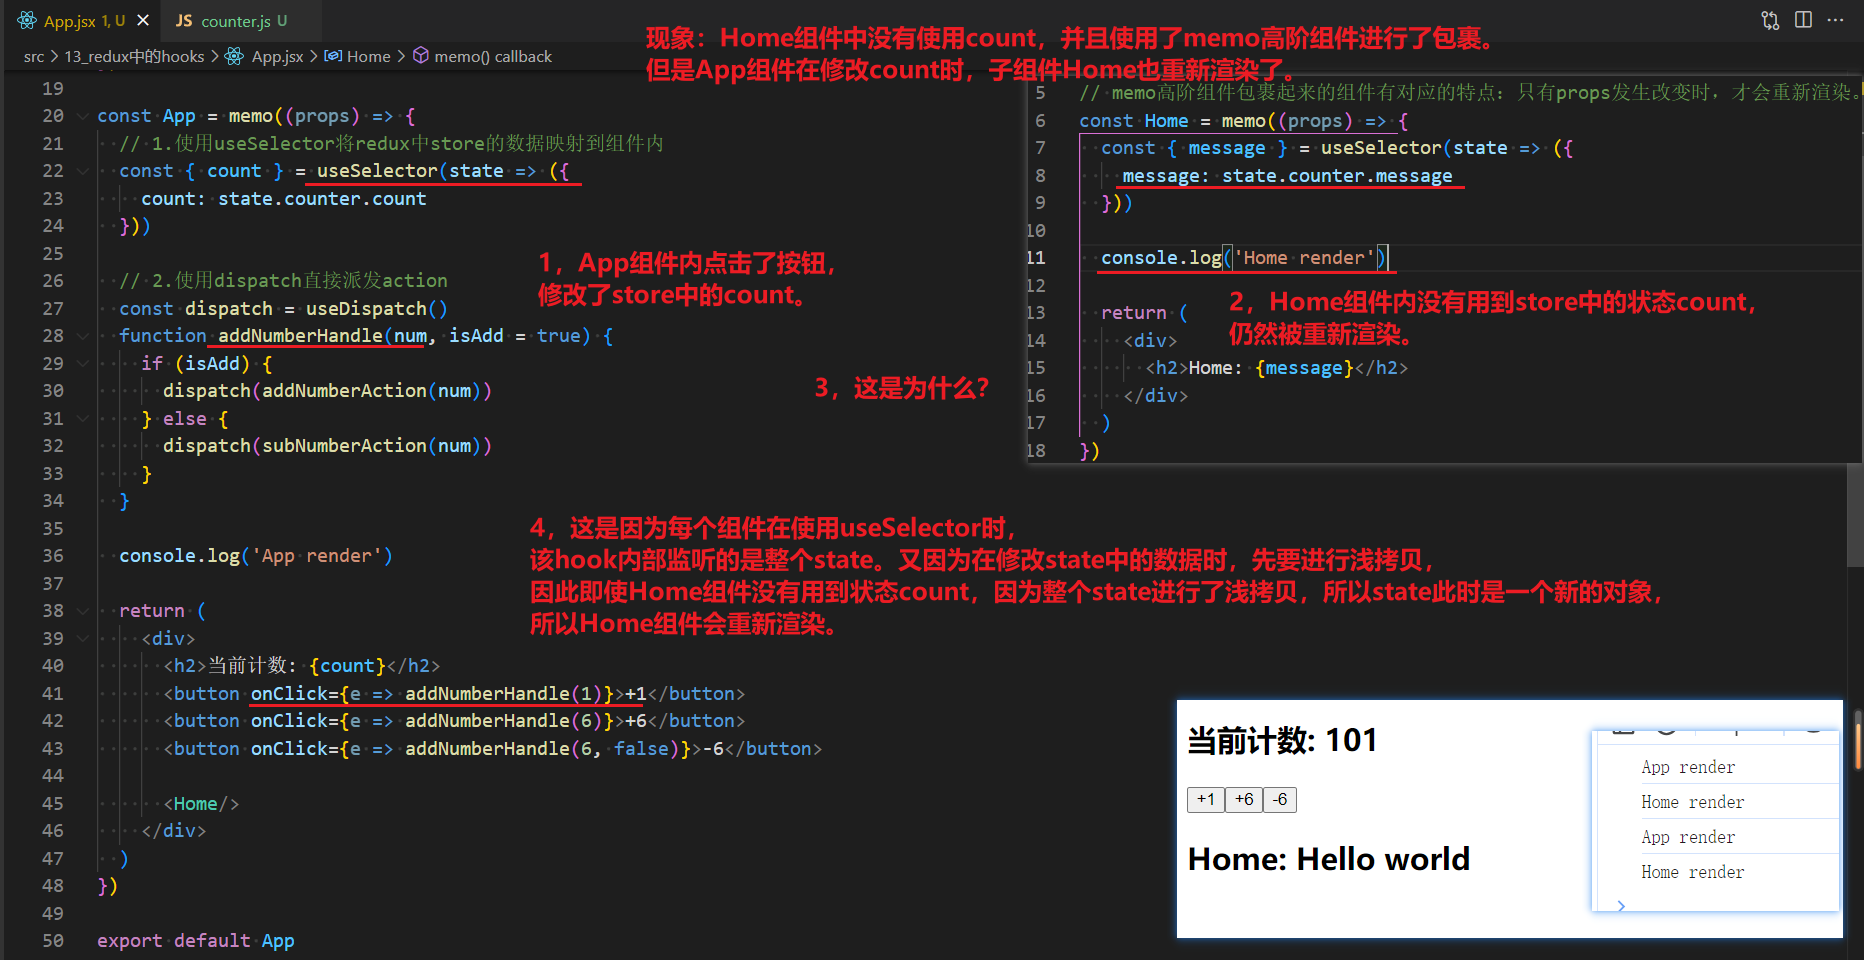 App.jsx 1, U
JS counter.js U
src > 13_redux中的hooks > App.jsx > Home > memo() callback
现象：Home组件中没有使用count，并且使用了memo高阶组件进行了包裹。
但是App组件在修改count时，子组件Home也重新渲染了。
19
20 const App = memo((props) => {
21 // 1.使用useSelector将redux中store的数据映射到组件内
22 const { count } = useSelector(state => ({
23 count: state.counter.count
24 }))
25
26 // 2.使用dispatch直接派发action
27 const dispatch = useDispatch()
28 function addNumberHandle(num, isAdd = true) {
29 if (isAdd) {
30 dispatch(addNumberAction(num))
31 } else {
32 dispatch(subNumberAction(num))
33 }
34 }
35
36 console.log('App render')
37
38 return (
39 <div>
40 <h2>当前计数: {count}</h2>
41 <button onClick={e => addNumberHandle(1)}>+1</button>
42 <button onClick={e => addNumberHandle(6)}>+6</button>
43 <button onClick={e => addNumberHandle(6, false)}>-6</button>
44
45 <Home/>
46 </div>
47 )
48 })
49
50 export default App
5 // memo高阶组件包裹起来的组件有对应的特点: 只有props发生改变时，才会重新渲染。
6 const Home = memo((props) => {
7 const { message } = useSelector(state => ({
8 message: state.counter.message
9 }))
10
11 console.log('Home render')
12
13 return (
14 <div>
15 <h2>Home: {message}</h2>
16 </div>
17 )
18 })
1，App组件内点击了按钮，
修改了store中的count。
2，Home组件内没有用到store中的状态count，
仍然被重新渲染。
3，这是为什么？
4，这是因为每个组件在使用useSelector时，
该hook内部监听的是整个state。又因为在修改state中的数据时，先要进行浅拷贝，
因此即使Home组件没有用到状态count，因为整个state进行了浅拷贝，所以state此时是一个新的对象，
所以Home组件会重新渲染。
当前计数: 101
+1 +6 -6
Home: Hello world
App render
Home render
App render
Home render
>